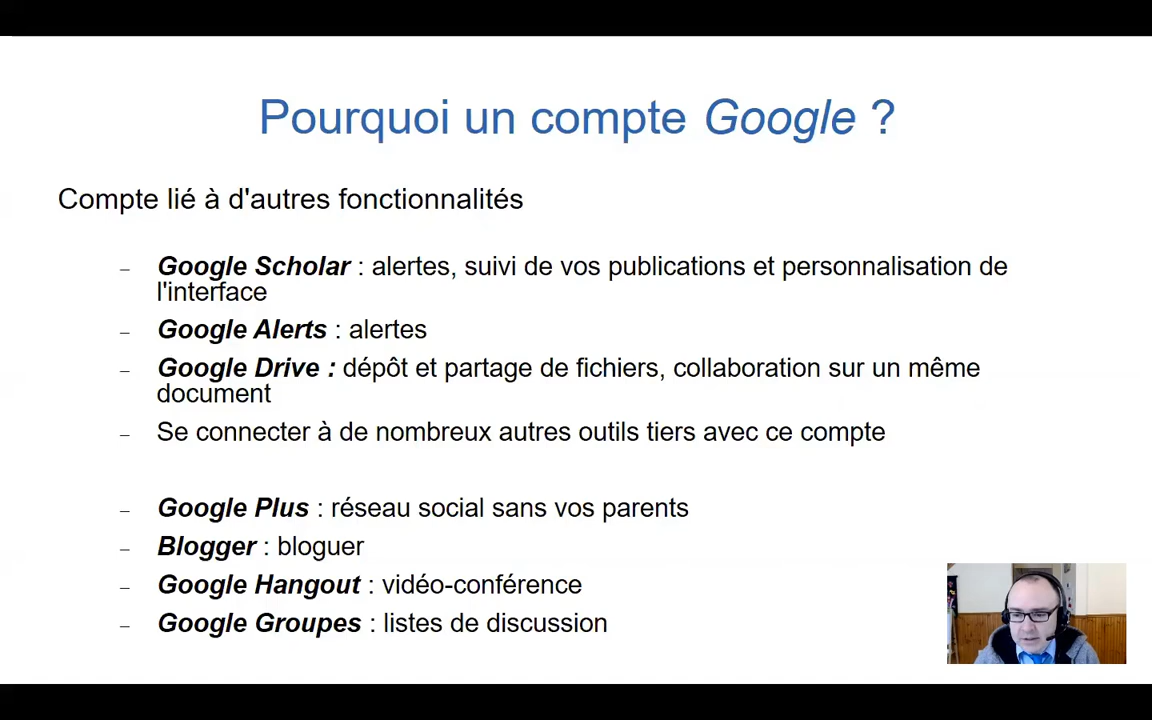 Pourquoi un compte Google ?
Compte lié à d'autres fonctionnalités
– Google Scholar : alertes, suivi de vos publications et personnalisation de
l'interface
– Google Alerts : alertes
– Google Drive : dépôt et partage de fichiers, collaboration sur un même
document
– Se connecter à de nombreux autres outils tiers avec ce compte
– Google Plus : réseau social sans vos parents
– Blogger : bloguer
– Google Hangout : vidéo-conférence
– Google Groupes : listes de discussion